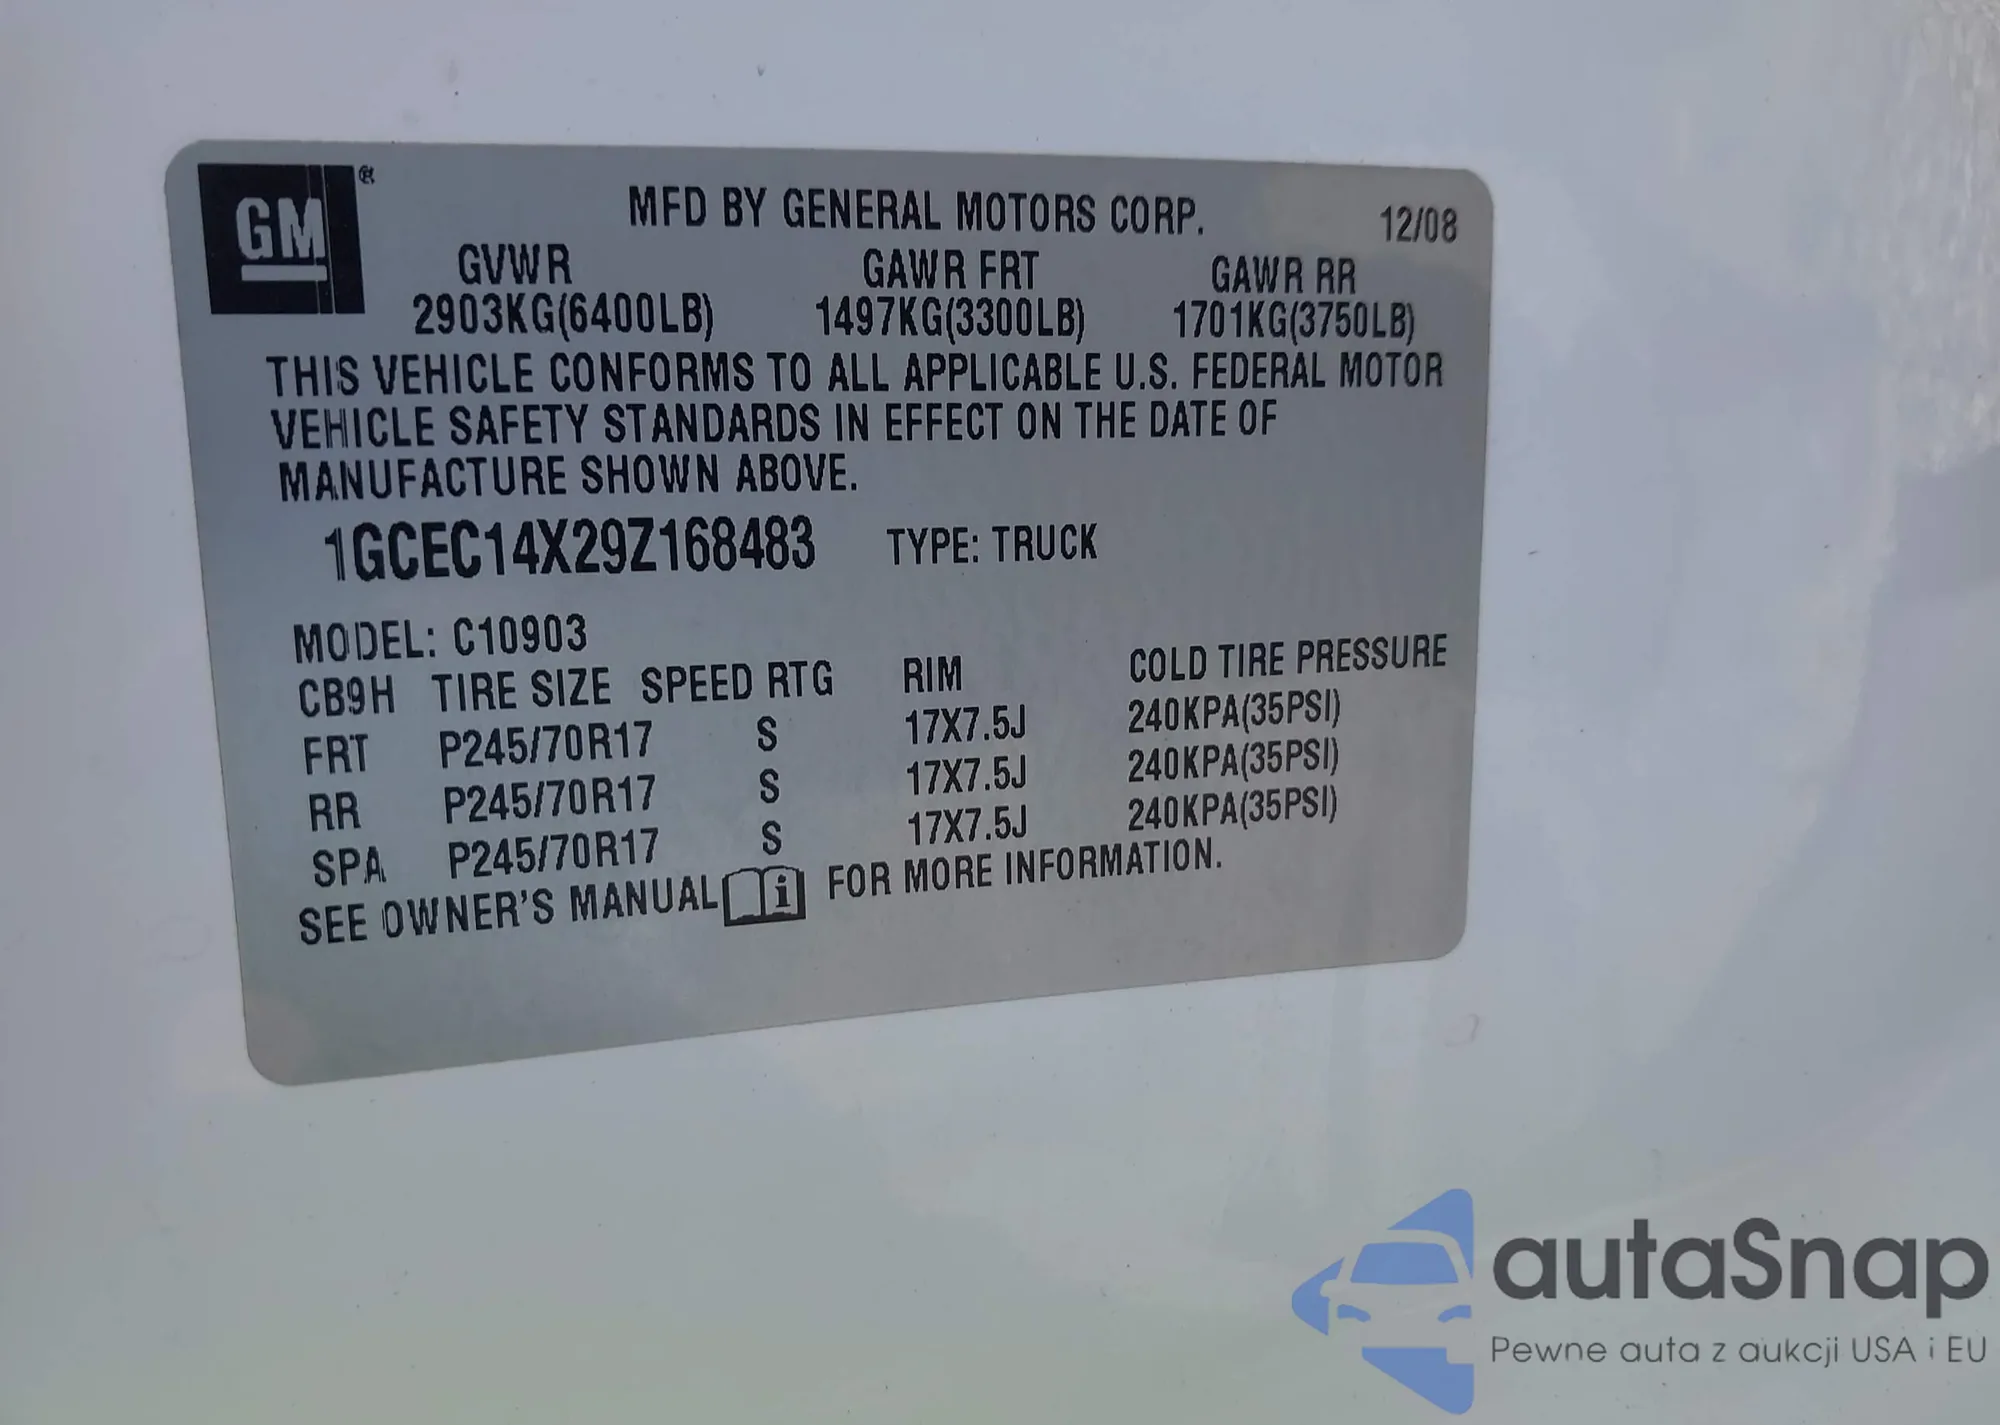 GM®
MFD BY GENERAL MOTORS CORP. 12/08
GVWR GAWR FRT GAWR RR
2903KG(6400LB) 1497KG(3300LB) 1701KG(3750LB)
THIS VEHICLE CONFORMS TO ALL APPLICABLE U.S. FEDERAL MOTOR
VEHICLE SAFETY STANDARDS IN EFFECT ON THE DATE OF
MANUFACTURE SHOWN ABOVE.
1GCEC14X29Z168483 TYPE: TRUCK
MODEL: C10903
CB9H TIRE SIZE SPEED RTG RIM COLD TIRE PRESSURE
FRT P245/70R17 S 17X7.5J 240KPA(35PSI)
RR P245/70R17 S 17X7.5J 240KPA(35PSI)
SPA P245/70R17 S 17X7.5J 240KPA(35PSI)
SEE OWNER'S MANUAL i FOR MORE INFORMATION.
autaSnap
Pewne auta z aukcji USA i EU